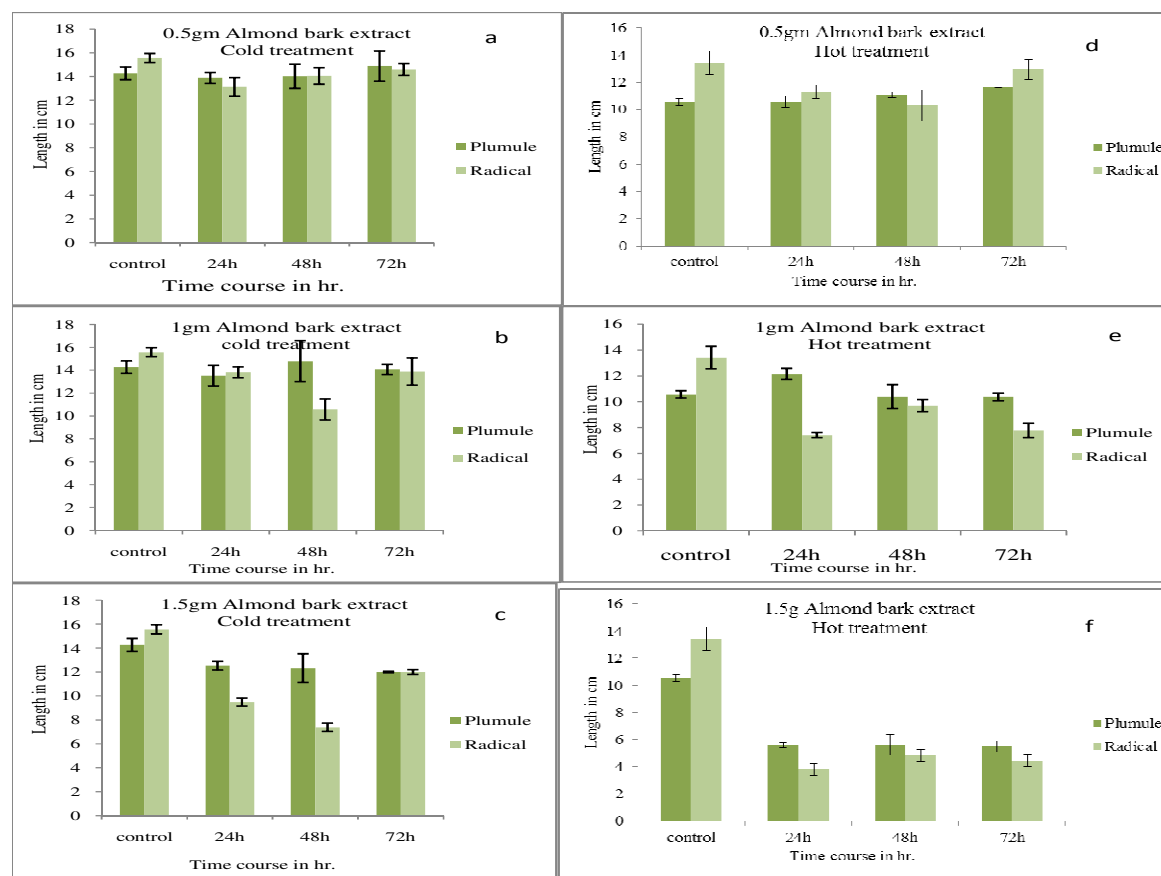 0.5gm Almond bark extract
Cold treatment
a
Length in cm
18
16
14
12
10
8
6
4
2
0
control 24h 48h 72h
Time course in hr.
Plumule
Radical
0.5gm Almond bark extract
Hot treatment
d
Length in cm
16
14
12
10
8
6
4
2
0
control 24h 48h 72h
Time course in hr.
Plumule
Radical
1gm Almond bark extract
cold treatment
b
Length in cm
18
16
14
12
10
8
6
4
2
0
control 24h 48h 72h
Time course in hr.
Plumule
Radical
1gm Almond bark extract
Hot treatment
e
Length in cm
16
14
12
10
8
6
4
2
0
control 24h 48h 72h
Time course in hr.
Plumule
Radical
1.5gm Almond bark extract
Cold treatment
c
Length in cm
18
16
14
12
10
8
6
4
2
0
control 24h 48h 72h
Time course in hr.
Plumule
Radical
1.5g Almond bark extract
Hot treatment
f
Length in cm
16
14
12
10
8
6
4
2
0
control 24h 48h 72h
Time course in hr.
Plumule
Radical